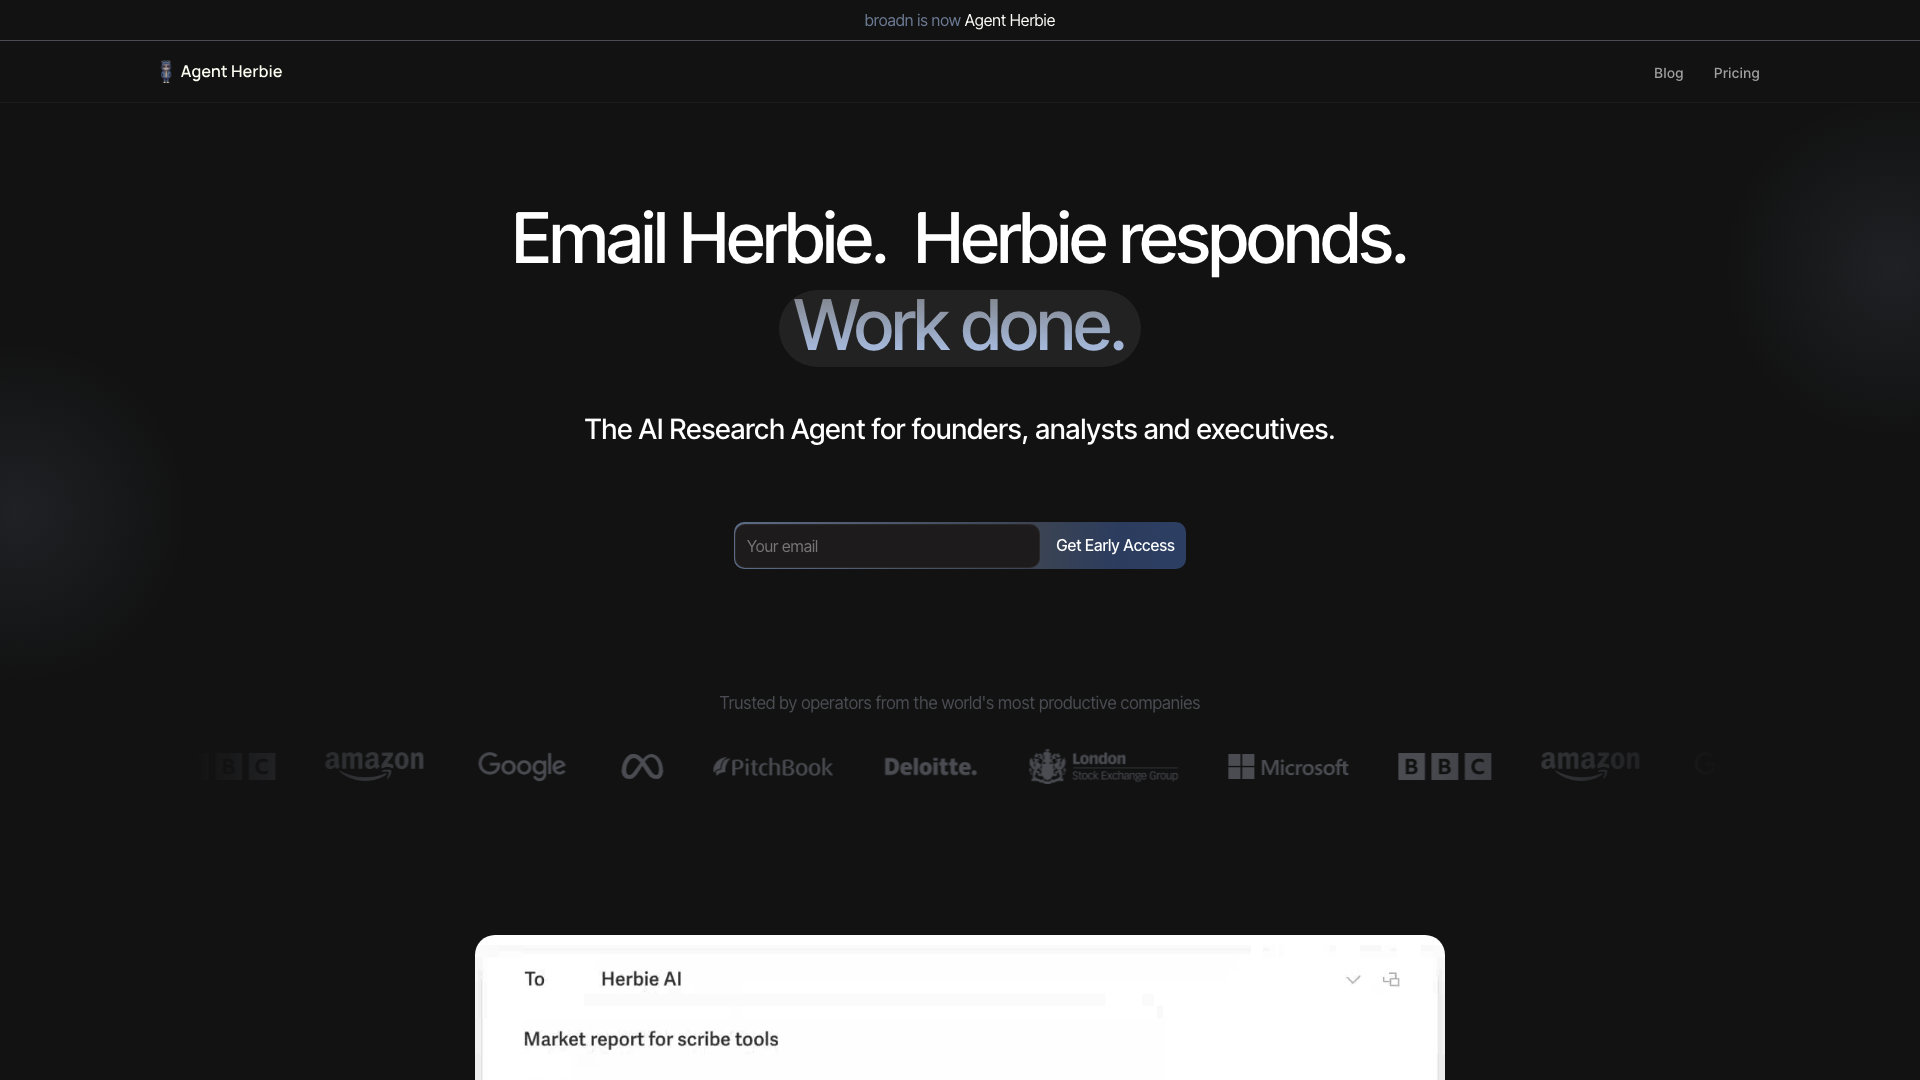 broadn is now Agent Herbie
Agent Herbie
Blog
Pricing
Email Herbie. Herbie responds.
Work done.
The AI Research Agent for founders, analysts and executives.
Your email
Get Early Access
Trusted by operators from the world's most productive companies
B C
amazon
Google
PitchBook
Deloitte.
London
Stock Exchange Group
Microsoft
BBC
amazon
G
To
Herbie AI
Market report for scribe tools